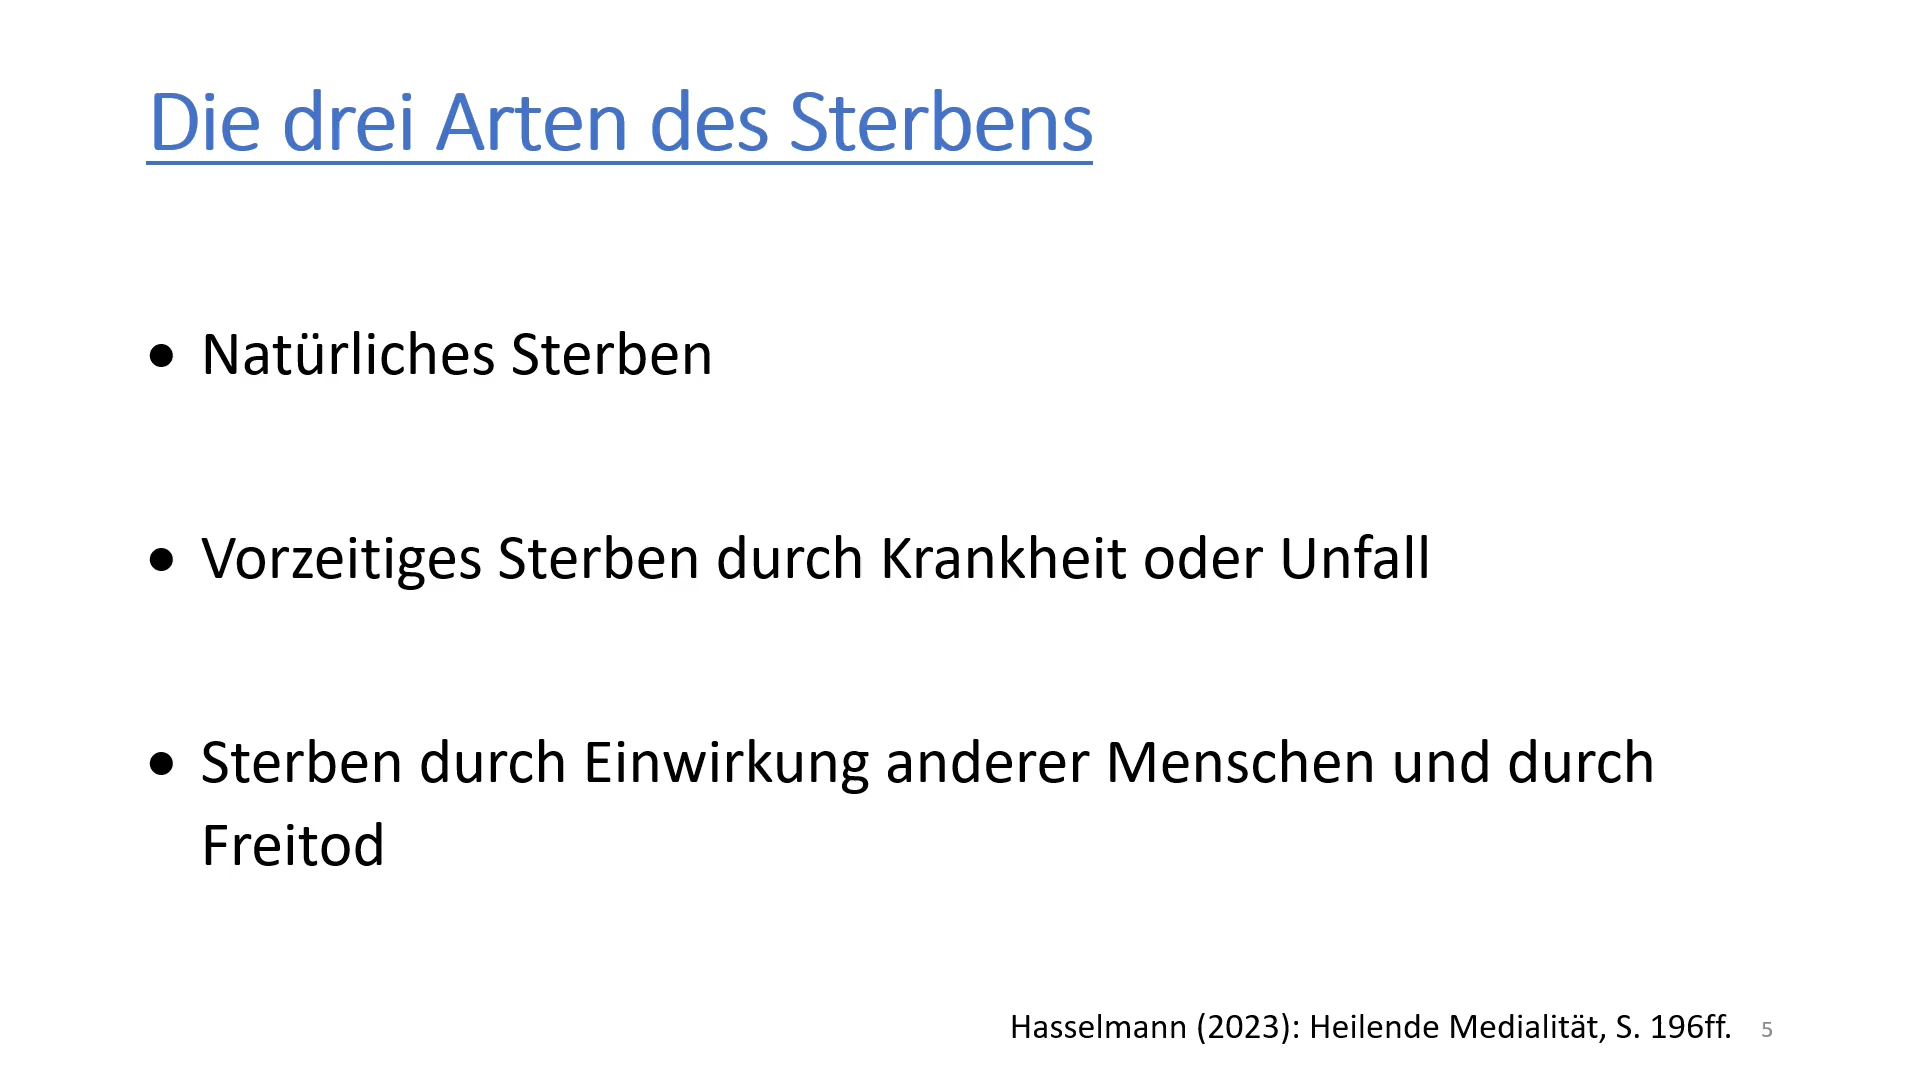 Die drei Arten des Sterbens
• Natürliches Sterben
• Vorzeitiges Sterben durch Krankheit oder Unfall
• Sterben durch Einwirkung anderer Menschen und durch
Freitod
Hasselmann (2023): Heilende Medialität, S. 196ff. 5